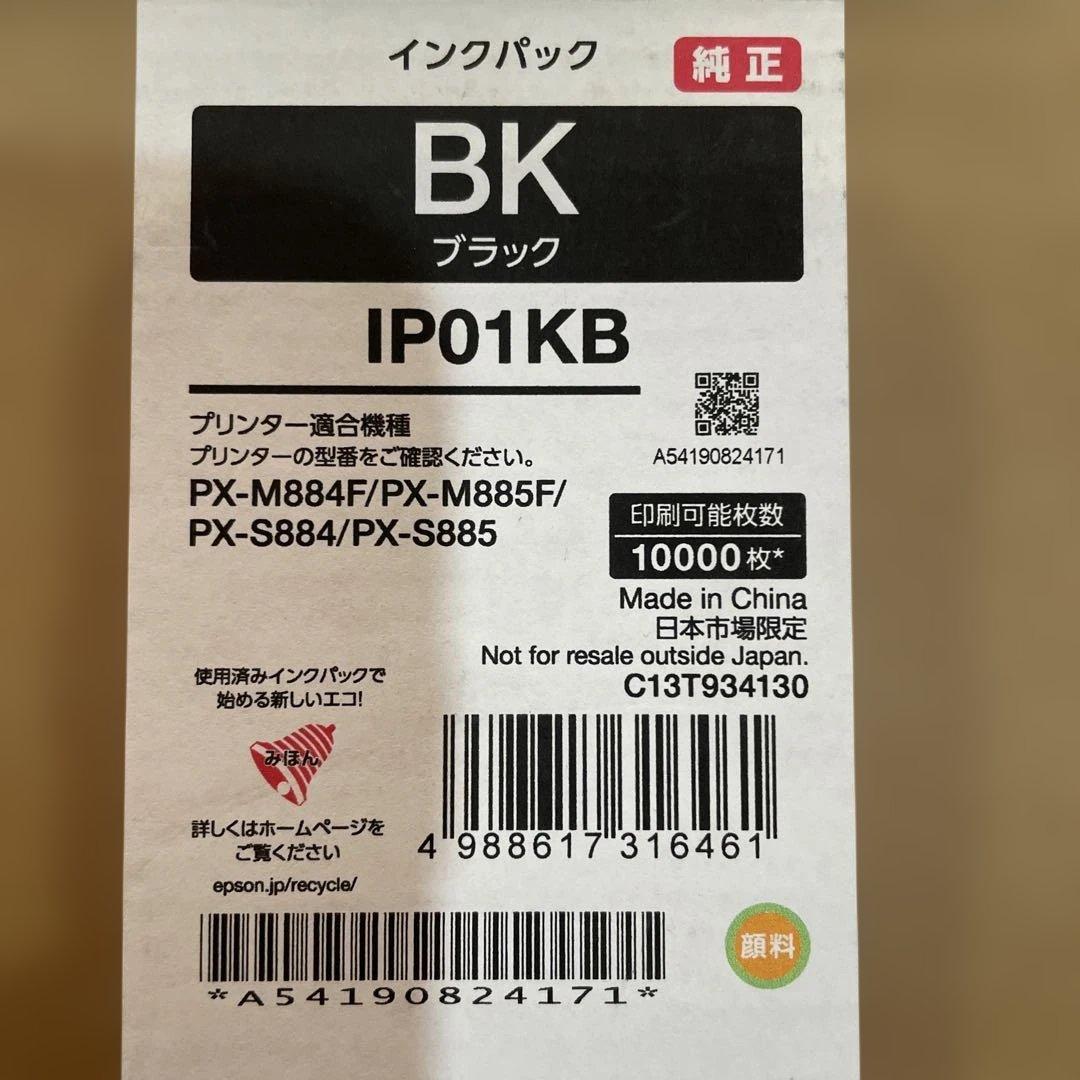 インクパック
純正
BK
ブラック
IP01KB
A54190824171
プリンター適合機種
プリンターの型番をご確認ください。
PX-M884F/PX-M885F/
PX-S884/PX-S885
印刷可能枚数
10000枚*
Made in China
日本市場限定
Not for resale outside Japan.
C13T934130
使用済みインクパックで
始める新しいエコ!
みほん
詳しくはホームページを
ご覧ください
epson.jp/recycle/
4 988617 316461
顔料
*A54190824171*